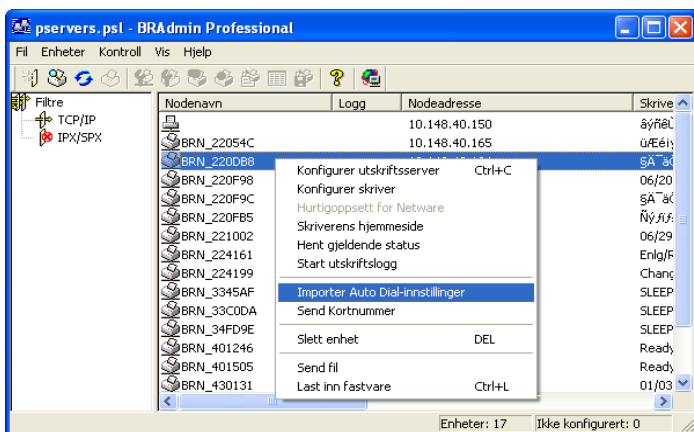 pservers.psl - BRAdmin Professional
Fil Enheter Kontroll Vis Hjelp
Filtre
TCP/IP
IPX/SPX
Nodenavn Logg Nodeadresse Skrive
10.148.40.150
BRN_22054C 10.148.40.165
BRN_220DB8
BRN_220F98 06/20
BRN_220F9C
BRN_220FB5
BRN_221002 06/29
BRN_224161 Enlg/F
BRN_224199 Chang
BRN_3345AF SLEEP
BRN_33C0DA SLEEP
BRN_34FD9E SLEEP
BRN_401246 Ready
BRN_401505 Ready
BRN_430131 01/03
Konfigurer utskriftsserver Ctrl+C
Konfigurer skriver
Hurtigoppsett for Netware
Skriverens hjemmeside
Hent gjeldende status
Start utskriftslogg
Importer Auto Dial-innstillinger
Send Kortnummer
Slett enhet DEL
Send fil
Last inn fastvare Ctrl+L
Enheter: 17 Ikke konfigurert: 0